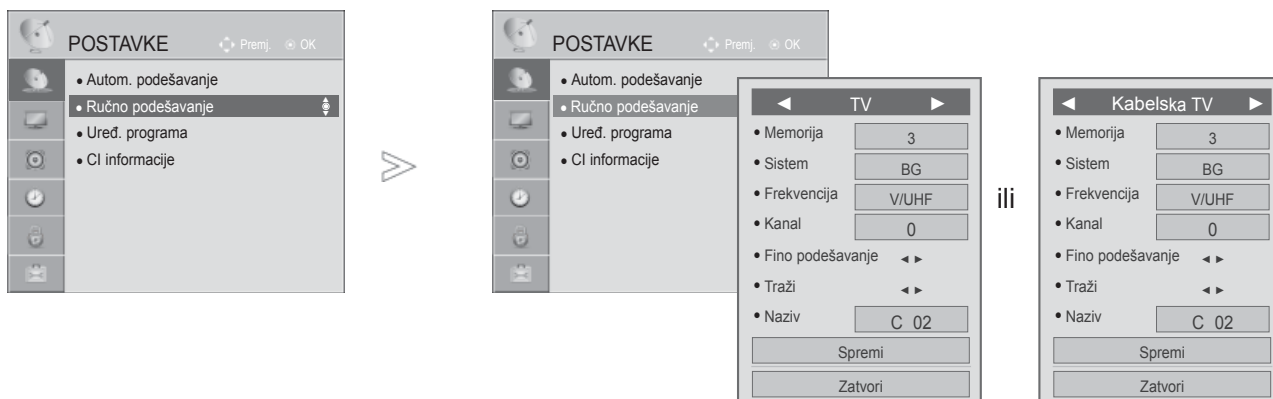 POSTAVKE Premj. OK
• Autom. podešavanje
• Ručno podešavanje
• Uređ. programa
• CI informacije
POSTAVKE Premj. OK
• Autom. podešavanje
• Ručno podešavanje
• Uređ. programa
• CI informacije
◄ TV ►
• Memorija 3
• Sistem BG
• Frekvencija V/UHF
• Kanal 0
• Fino podešavanje ◄ ►
• Traži ◄ ►
• Naziv C 02
Spremi
Zatvori
ili
◄ Kabelska TV ►
• Memorija 3
• Sistem BG
• Frekvencija V/UHF
• Kanal 0
• Fino podešavanje ◄ ►
• Traži ◄ ►
• Naziv C 02
Spremi
Zatvori